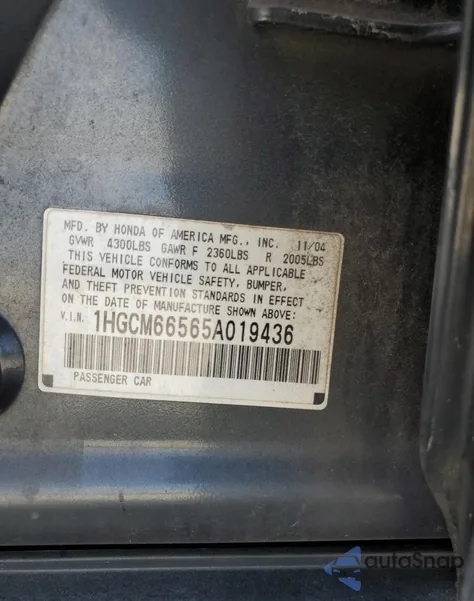 MFD. BY HONDA OF AMERICA MFG., INC. 11/04
GVWR 4300LBS GAWR F 2360LBS R 2005LBS
THIS VEHICLE CONFORMS TO ALL APPLICABLE
FEDERAL MOTOR VEHICLE SAFETY, BUMPER,
AND THEFT PREVENTION STANDARDS IN EFFECT
ON THE DATE OF MANUFACTURE SHOWN ABOVE:
V.I.N. 1HGCM66565A019436
PASSENGER CAR
autoSnap